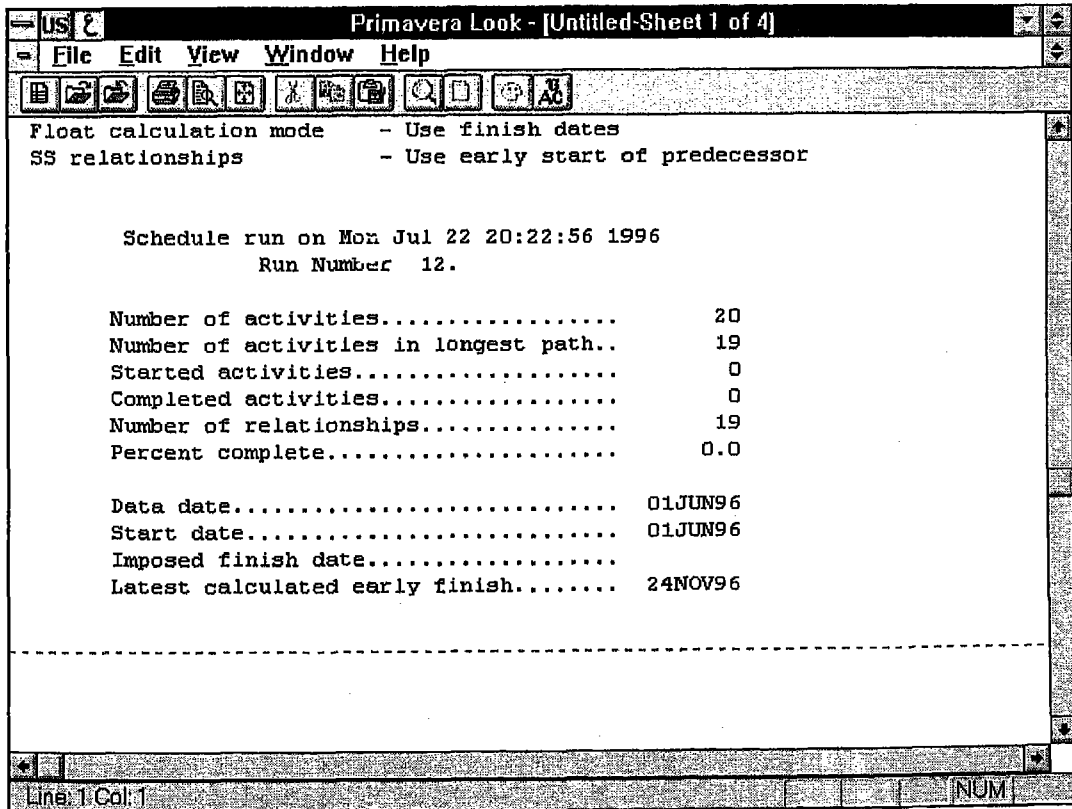 US ع Primavera Look - [Untitled-Sheet 1 of 4]
File Edit View Window Help
Float calculation mode - Use finish dates
SS relationships - Use early start of predecessor
Schedule run on Mon Jul 22 20:22:56 1996
Run Number 12.
Number of activities.................. 20
Number of activities in longest path.. 19
Started activities.................... 0
Completed activities.................. 0
Number of relationships............... 19
Percent complete...................... 0.0
Data date............................. 01JUN96
Start date............................ 01JUN96
Imposed finish date...................
Latest calculated early finish........ 24NOV96
Line: 1 Col: 1 NUM